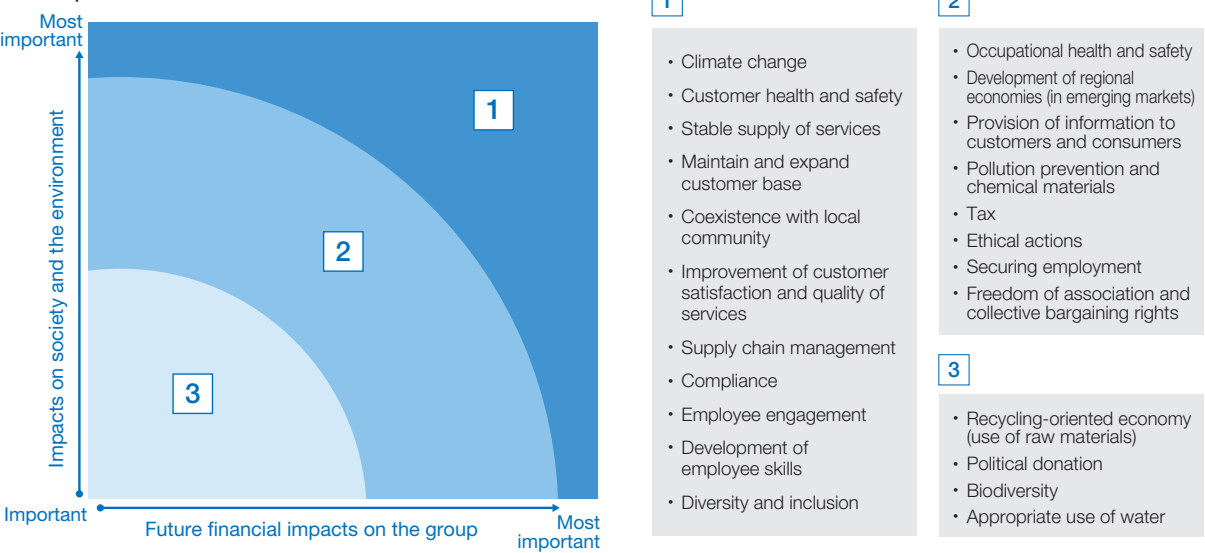 Most
important
Impacts on society and the environment
1
2
3
Important
Future financial impacts on the group
Most
important
1
• Climate change
• Customer health and safety
• Stable supply of services
• Maintain and expand
customer base
• Coexistence with local
community
• Improvement of customer
satisfaction and quality of
services
• Supply chain management
• Compliance
• Employee engagement
• Development of
employee skills
• Diversity and inclusion
2
• Occupational health and safety
• Development of regional
economies (in emerging markets)
• Provision of information to
customers and consumers
• Pollution prevention and
chemical materials
• Tax
• Ethical actions
• Securing employment
• Freedom of association and
collective bargaining rights
3
• Recycling-oriented economy
(use of raw materials)
• Political donation
• Biodiversity
• Appropriate use of water